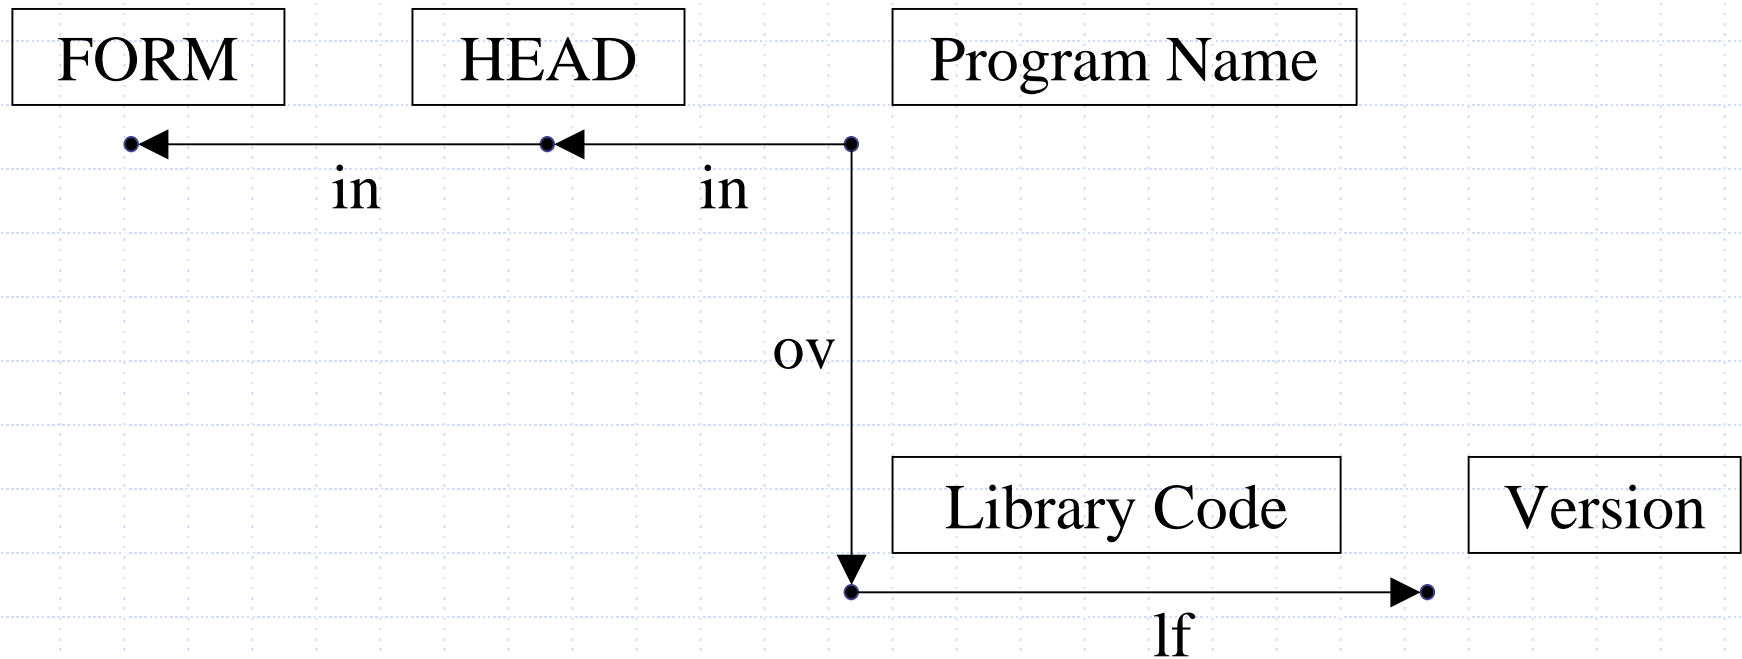 FORM
HEAD
Program Name
in
in
ov
Library Code
Version
lf